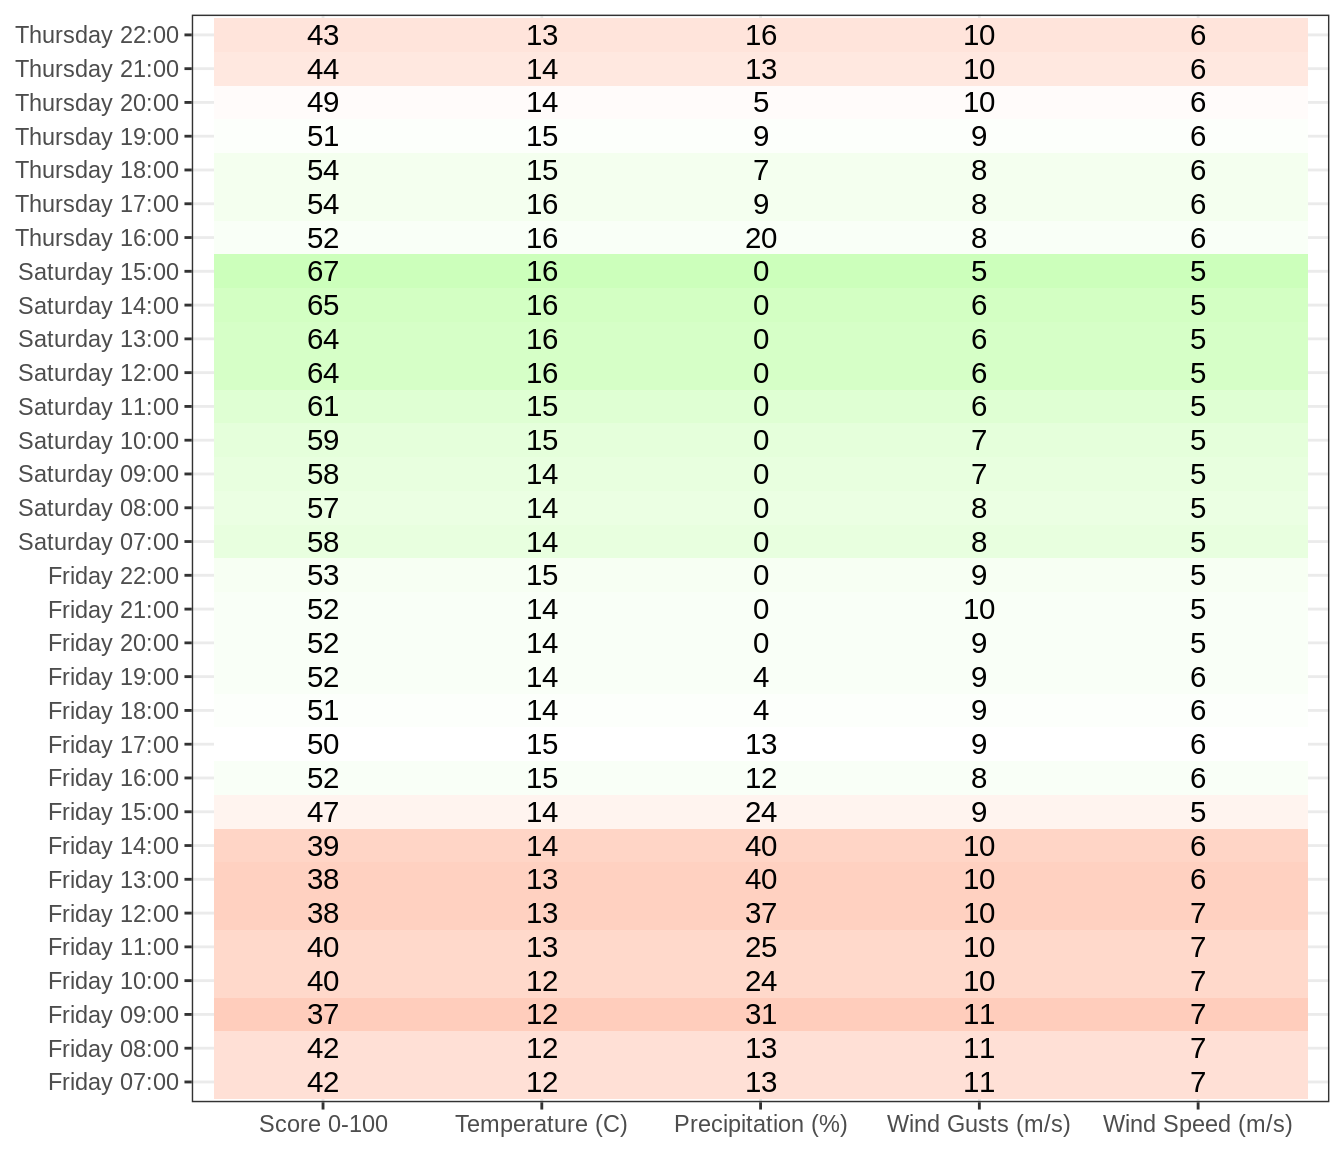 Thursday 22:00 43 13 16 10 6
Thursday 21:00 44 14 13 10 6
Thursday 20:00 49 14 5 10 6
Thursday 19:00 51 15 9 9 6
Thursday 18:00 54 15 7 8 6
Thursday 17:00 54 16 9 8 6
Thursday 16:00 52 16 20 8 6
Saturday 15:00 67 16 0 5 5
Saturday 14:00 65 16 0 6 5
Saturday 13:00 64 16 0 6 5
Saturday 12:00 64 16 0 6 5
Saturday 11:00 61 15 0 6 5
Saturday 10:00 59 15 0 7 5
Saturday 09:00 58 14 0 7 5
Saturday 08:00 57 14 0 8 5
Saturday 07:00 58 14 0 8 5
Friday 22:00 53 15 0 9 5
Friday 21:00 52 14 0 10 5
Friday 20:00 52 14 0 9 5
Friday 19:00 52 14 4 9 6
Friday 18:00 51 14 4 9 6
Friday 17:00 50 15 13 9 6
Friday 16:00 52 15 12 8 6
Friday 15:00 47 14 24 9 5
Friday 14:00 39 14 40 10 6
Friday 13:00 38 13 40 10 6
Friday 12:00 38 13 37 10 7
Friday 11:00 40 13 25 10 7
Friday 10:00 40 12 24 10 7
Friday 09:00 37 12 31 11 7
Friday 08:00 42 12 13 11 7
Friday 07:00 42 12 13 11 7
Score 0-100 Temperature (C) Precipitation (%) Wind Gusts (m/s) Wind Speed (m/s)